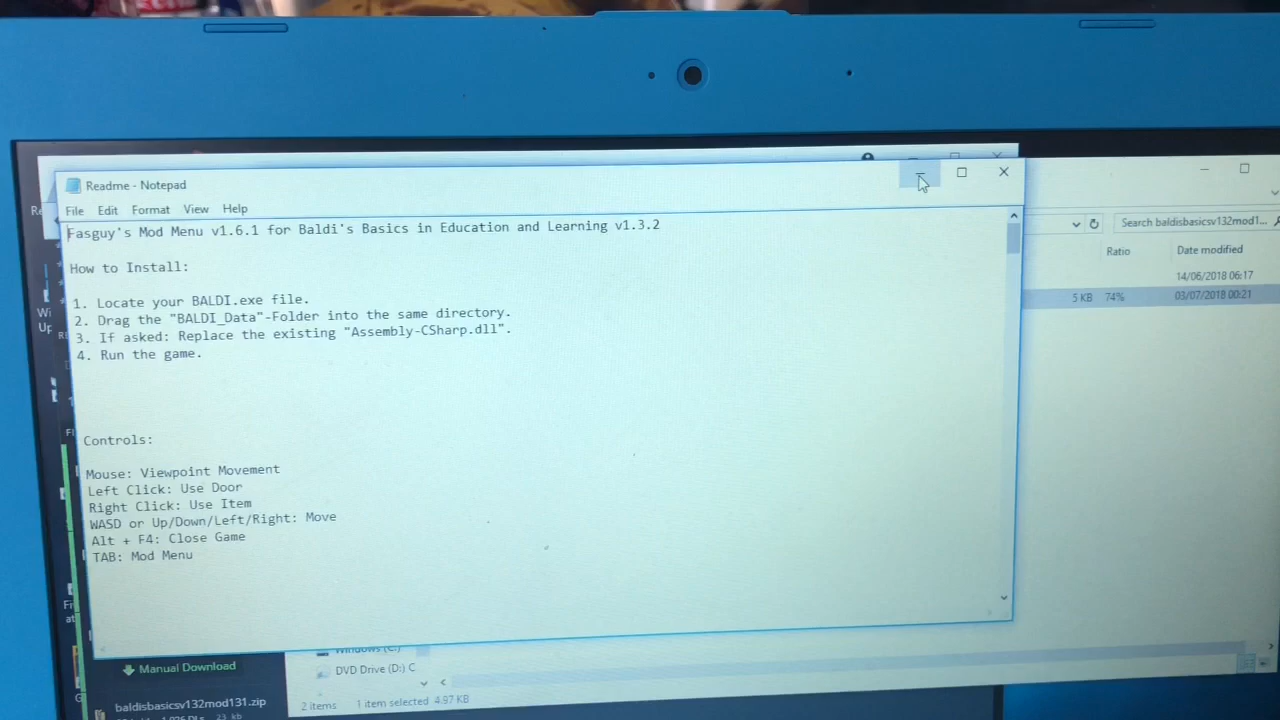 Readme - Notepad
File Edit Format View Help
Fasguy's Mod Menu v1.6.1 for Baldi's Basics in Education and Learning v1.3.2
How to Install:
1. Locate your BALDI.exe file.
2. Drag the "BALDI_Data"-Folder into the same directory.
3. If asked: Replace the existing "Assembly-CSharp.dll".
4. Run the game.
Controls:
Mouse: Viewpoint Movement
Left Click: Use Door
Right Click: Use Item
WASD or Up/Down/Left/Right: Move
Alt + F4: Close Game
TAB: Mod Menu
Search baldisbasicsv132mod1...
Ratio Date modified
14/06/2018 06:17
5 KB 74% 03/07/2018 00:21
Manual Download
baldisbasicsv132mod131.zip
Windows (C:)
DVD Drive (D:) C
2 items 1 item selected 4.97 KB